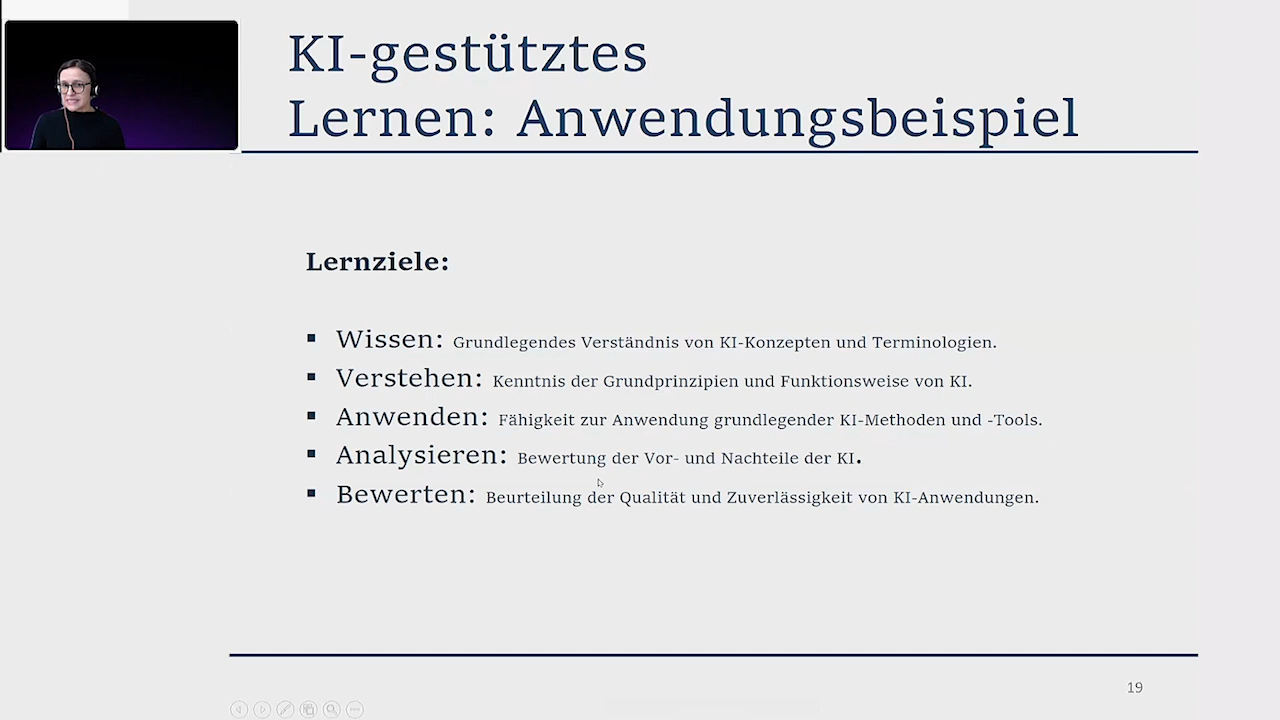 KI-gestütztes
Lernen: Anwendungsbeispiel
Lernziele:
▪ Wissen: Grundlegendes Verständnis von KI-Konzepten und Terminologien.
▪ Verstehen: Kenntnis der Grundprinzipien und Funktionsweise von KI.
▪ Anwenden: Fähigkeit zur Anwendung grundlegender KI-Methoden und -Tools.
▪ Analysieren: Bewertung der Vor- und Nachteile der KI.
▪ Bewerten: Beurteilung der Qualität und Zuverlässigkeit von KI-Anwendungen.
19